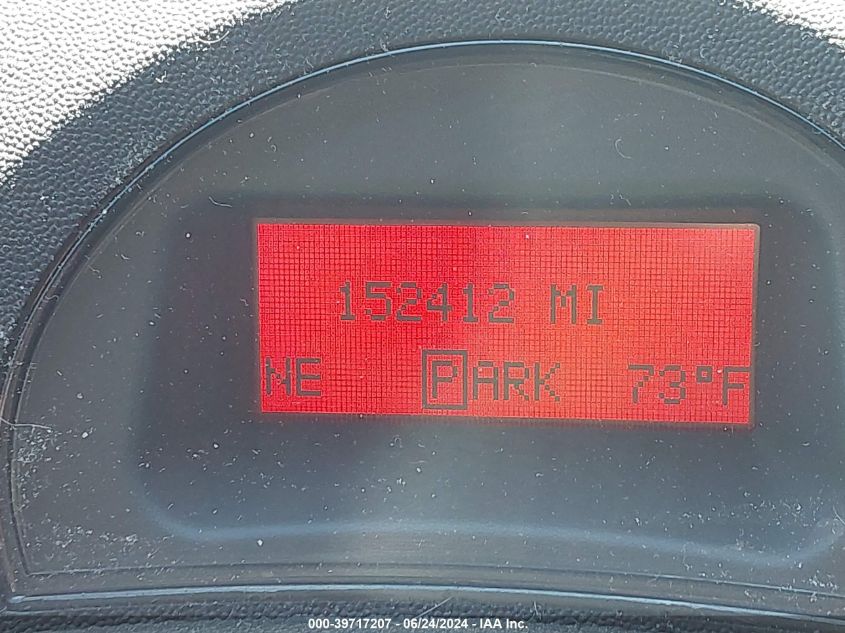 152412 MI
NE PARK 73°F
000-39717207 - 06/24/2024 - IAA Inc.